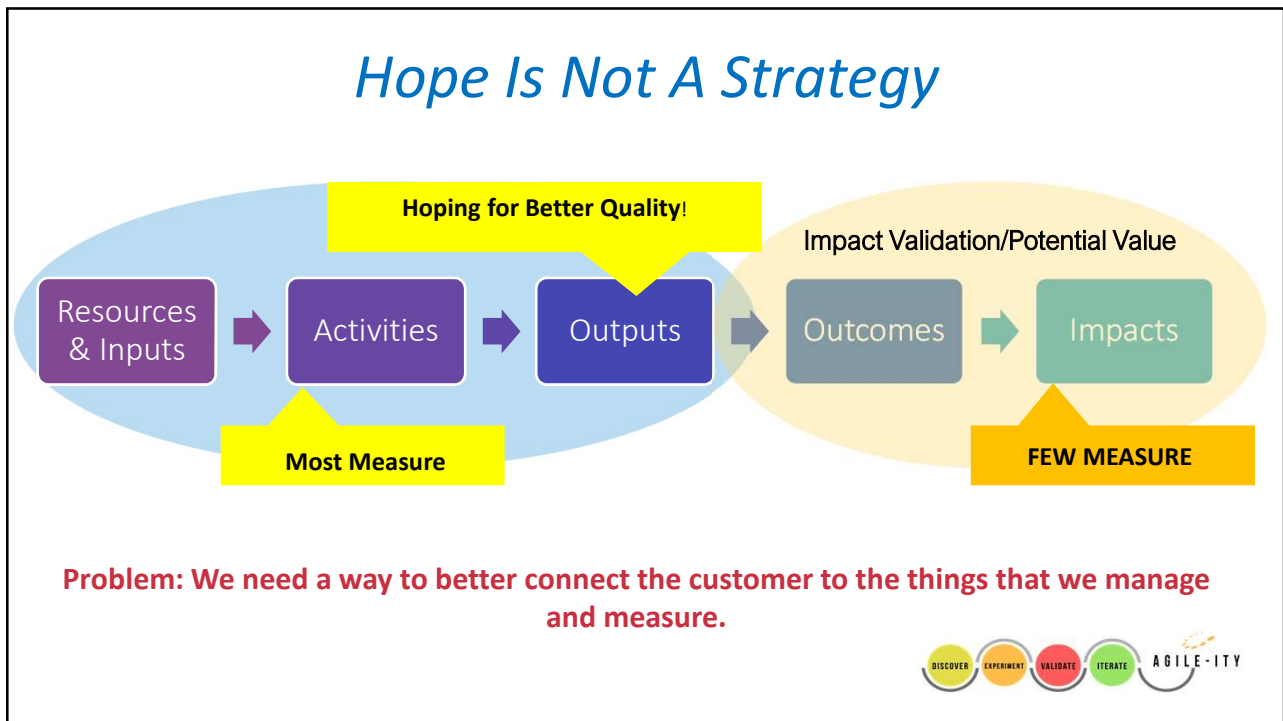 Hope Is Not A Strategy
Hoping for Better Quality!
Impact Validation/Potential Value
Resources
& Inputs
Activities
Outputs
Outcomes
Impacts
Most Measure
FEW MEASURE
Problem: We need a way to better connect the customer to the things that we manage
and measure.
DISCOVER
EXPERIMENT
VALIDATE
ITERATE
AGILE-ITY